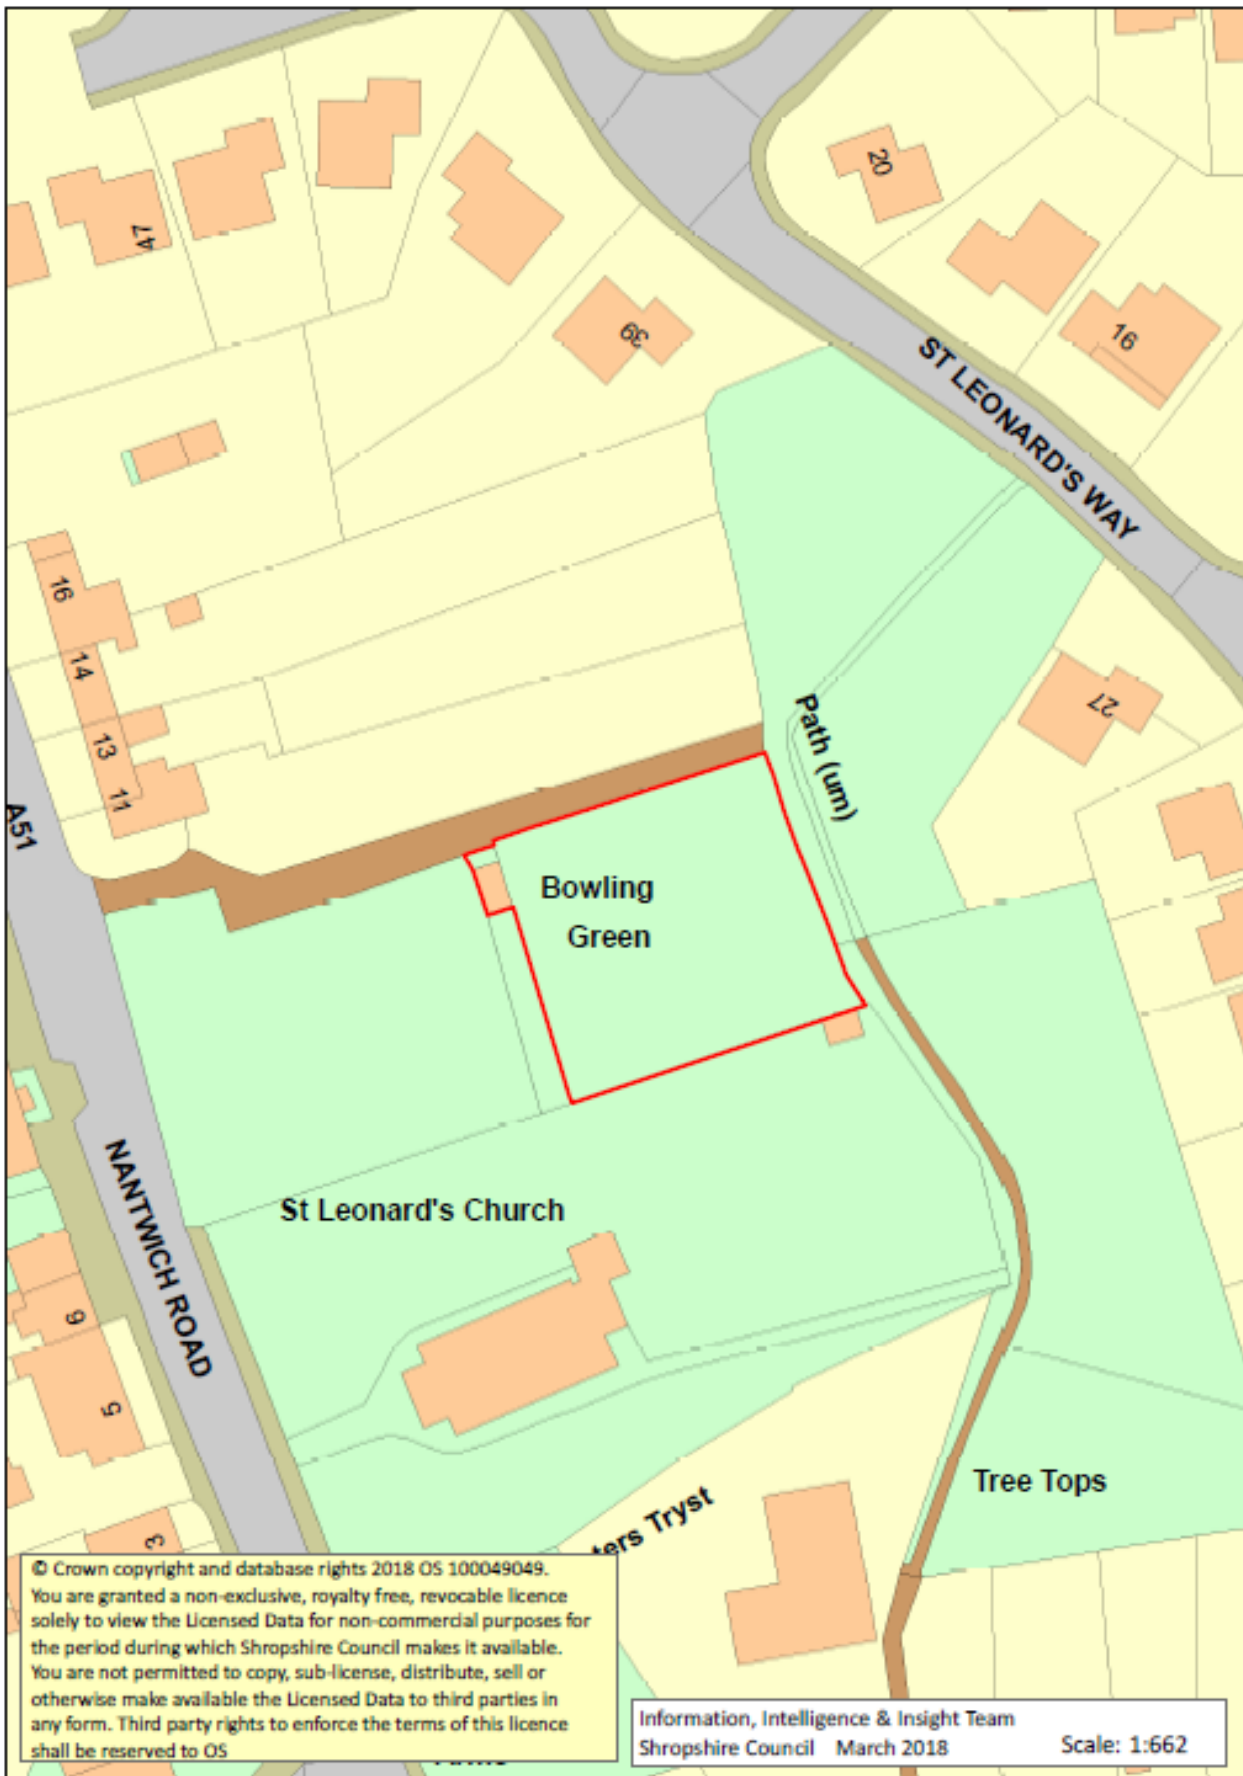 47
20
39
16
ST LEONARD'S WAY
16
14
13
11
27
Path (um)
A51
Bowling
Green
NANTWICH ROAD
St Leonard's Church
9
5
3
Tree Tops
ters Tryst
© Crown copyright and database rights 2018 OS 100049049.
You are granted a non-exclusive, royalty free, revocable licence
solely to view the Licensed Data for non-commercial purposes for
the period during which Shropshire Council makes it available.
You are not permitted to copy, sub-license, distribute, sell or
otherwise make available the Licensed Data to third parties in
any form. Third party rights to enforce the terms of this licence
shall be reserved to OS
Information, Intelligence & Insight Team
Shropshire Council March 2018
Scale: 1:662